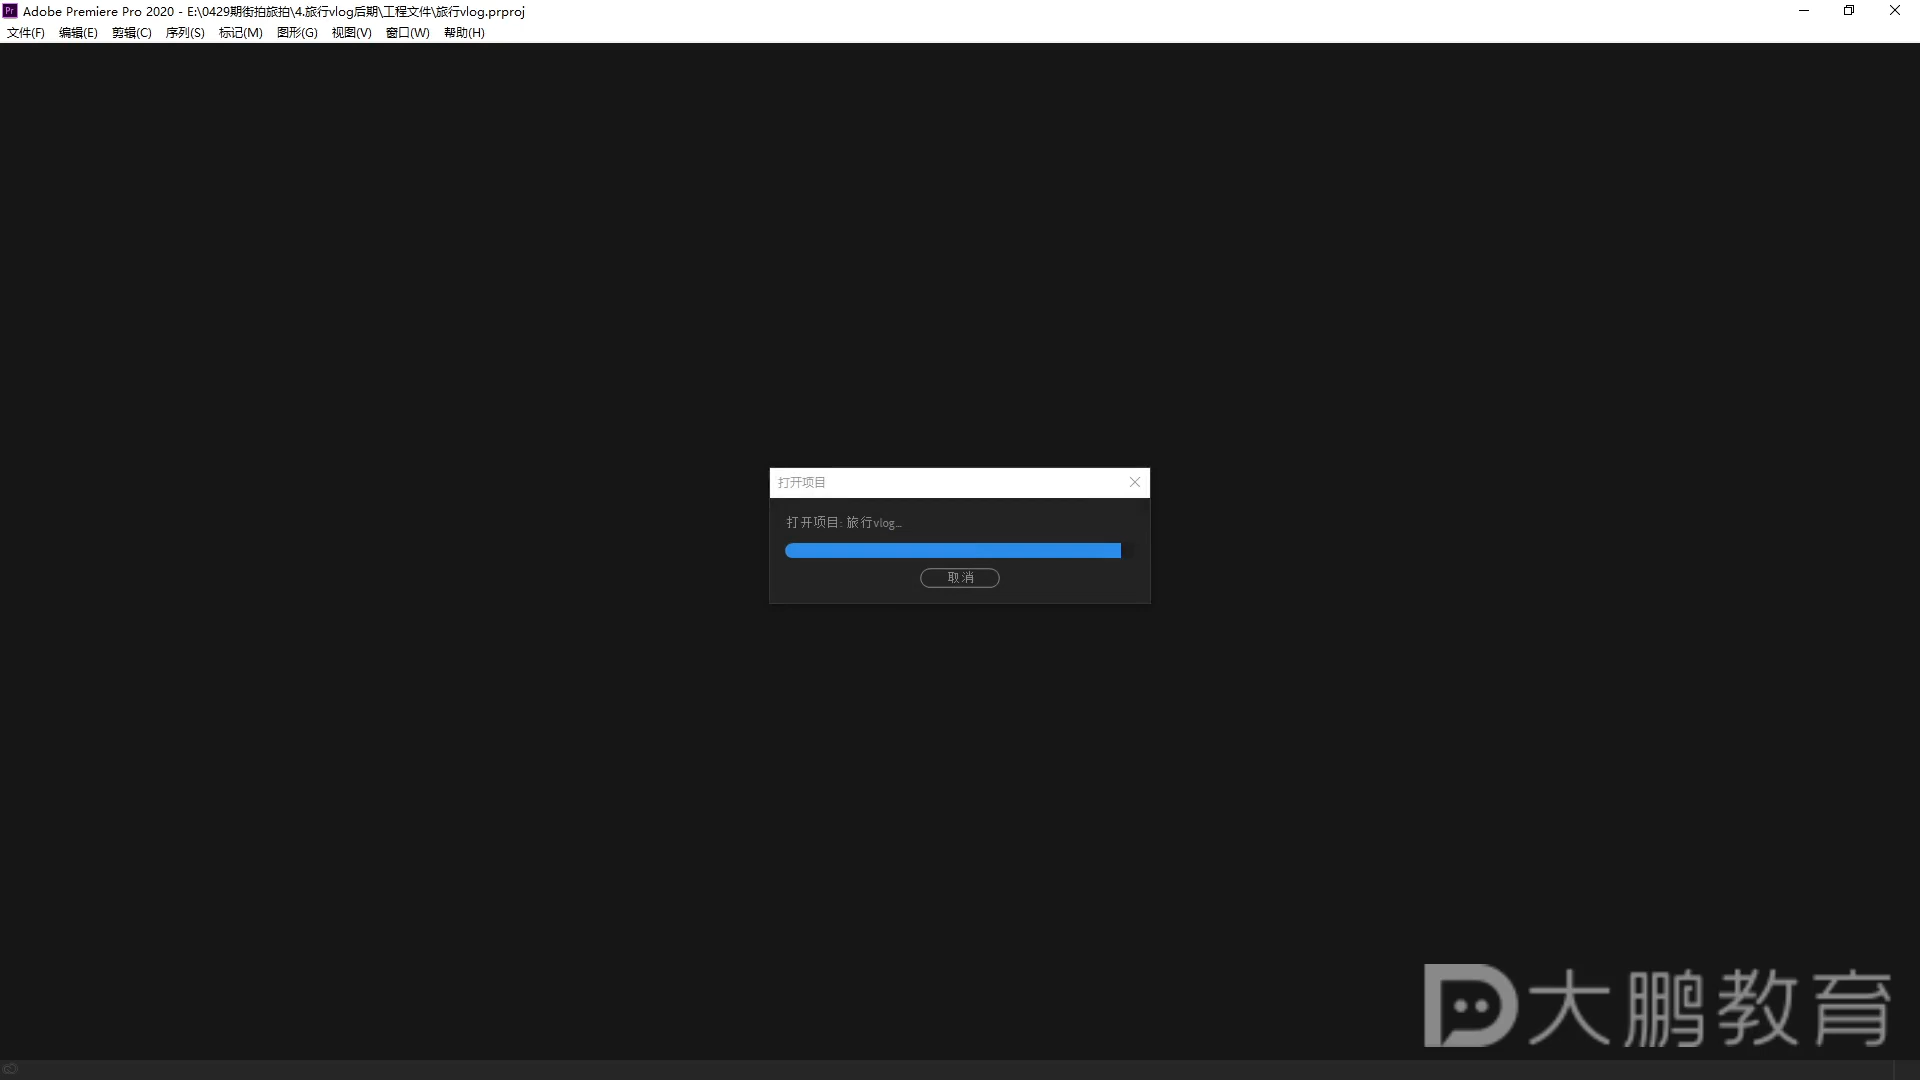 Pr Adobe Premiere Pro 2020 - E:\0429期街拍旅拍\4.旅行vlog后期\工程文件\旅行vlog.prproj
文件(F) 编辑(E) 剪辑(C) 序列(S) 标记(M) 图形(G) 视图(V) 窗口(W) 帮助(H)
打开项目
打开项目: 旅行vlog...
取消
大鹏教育